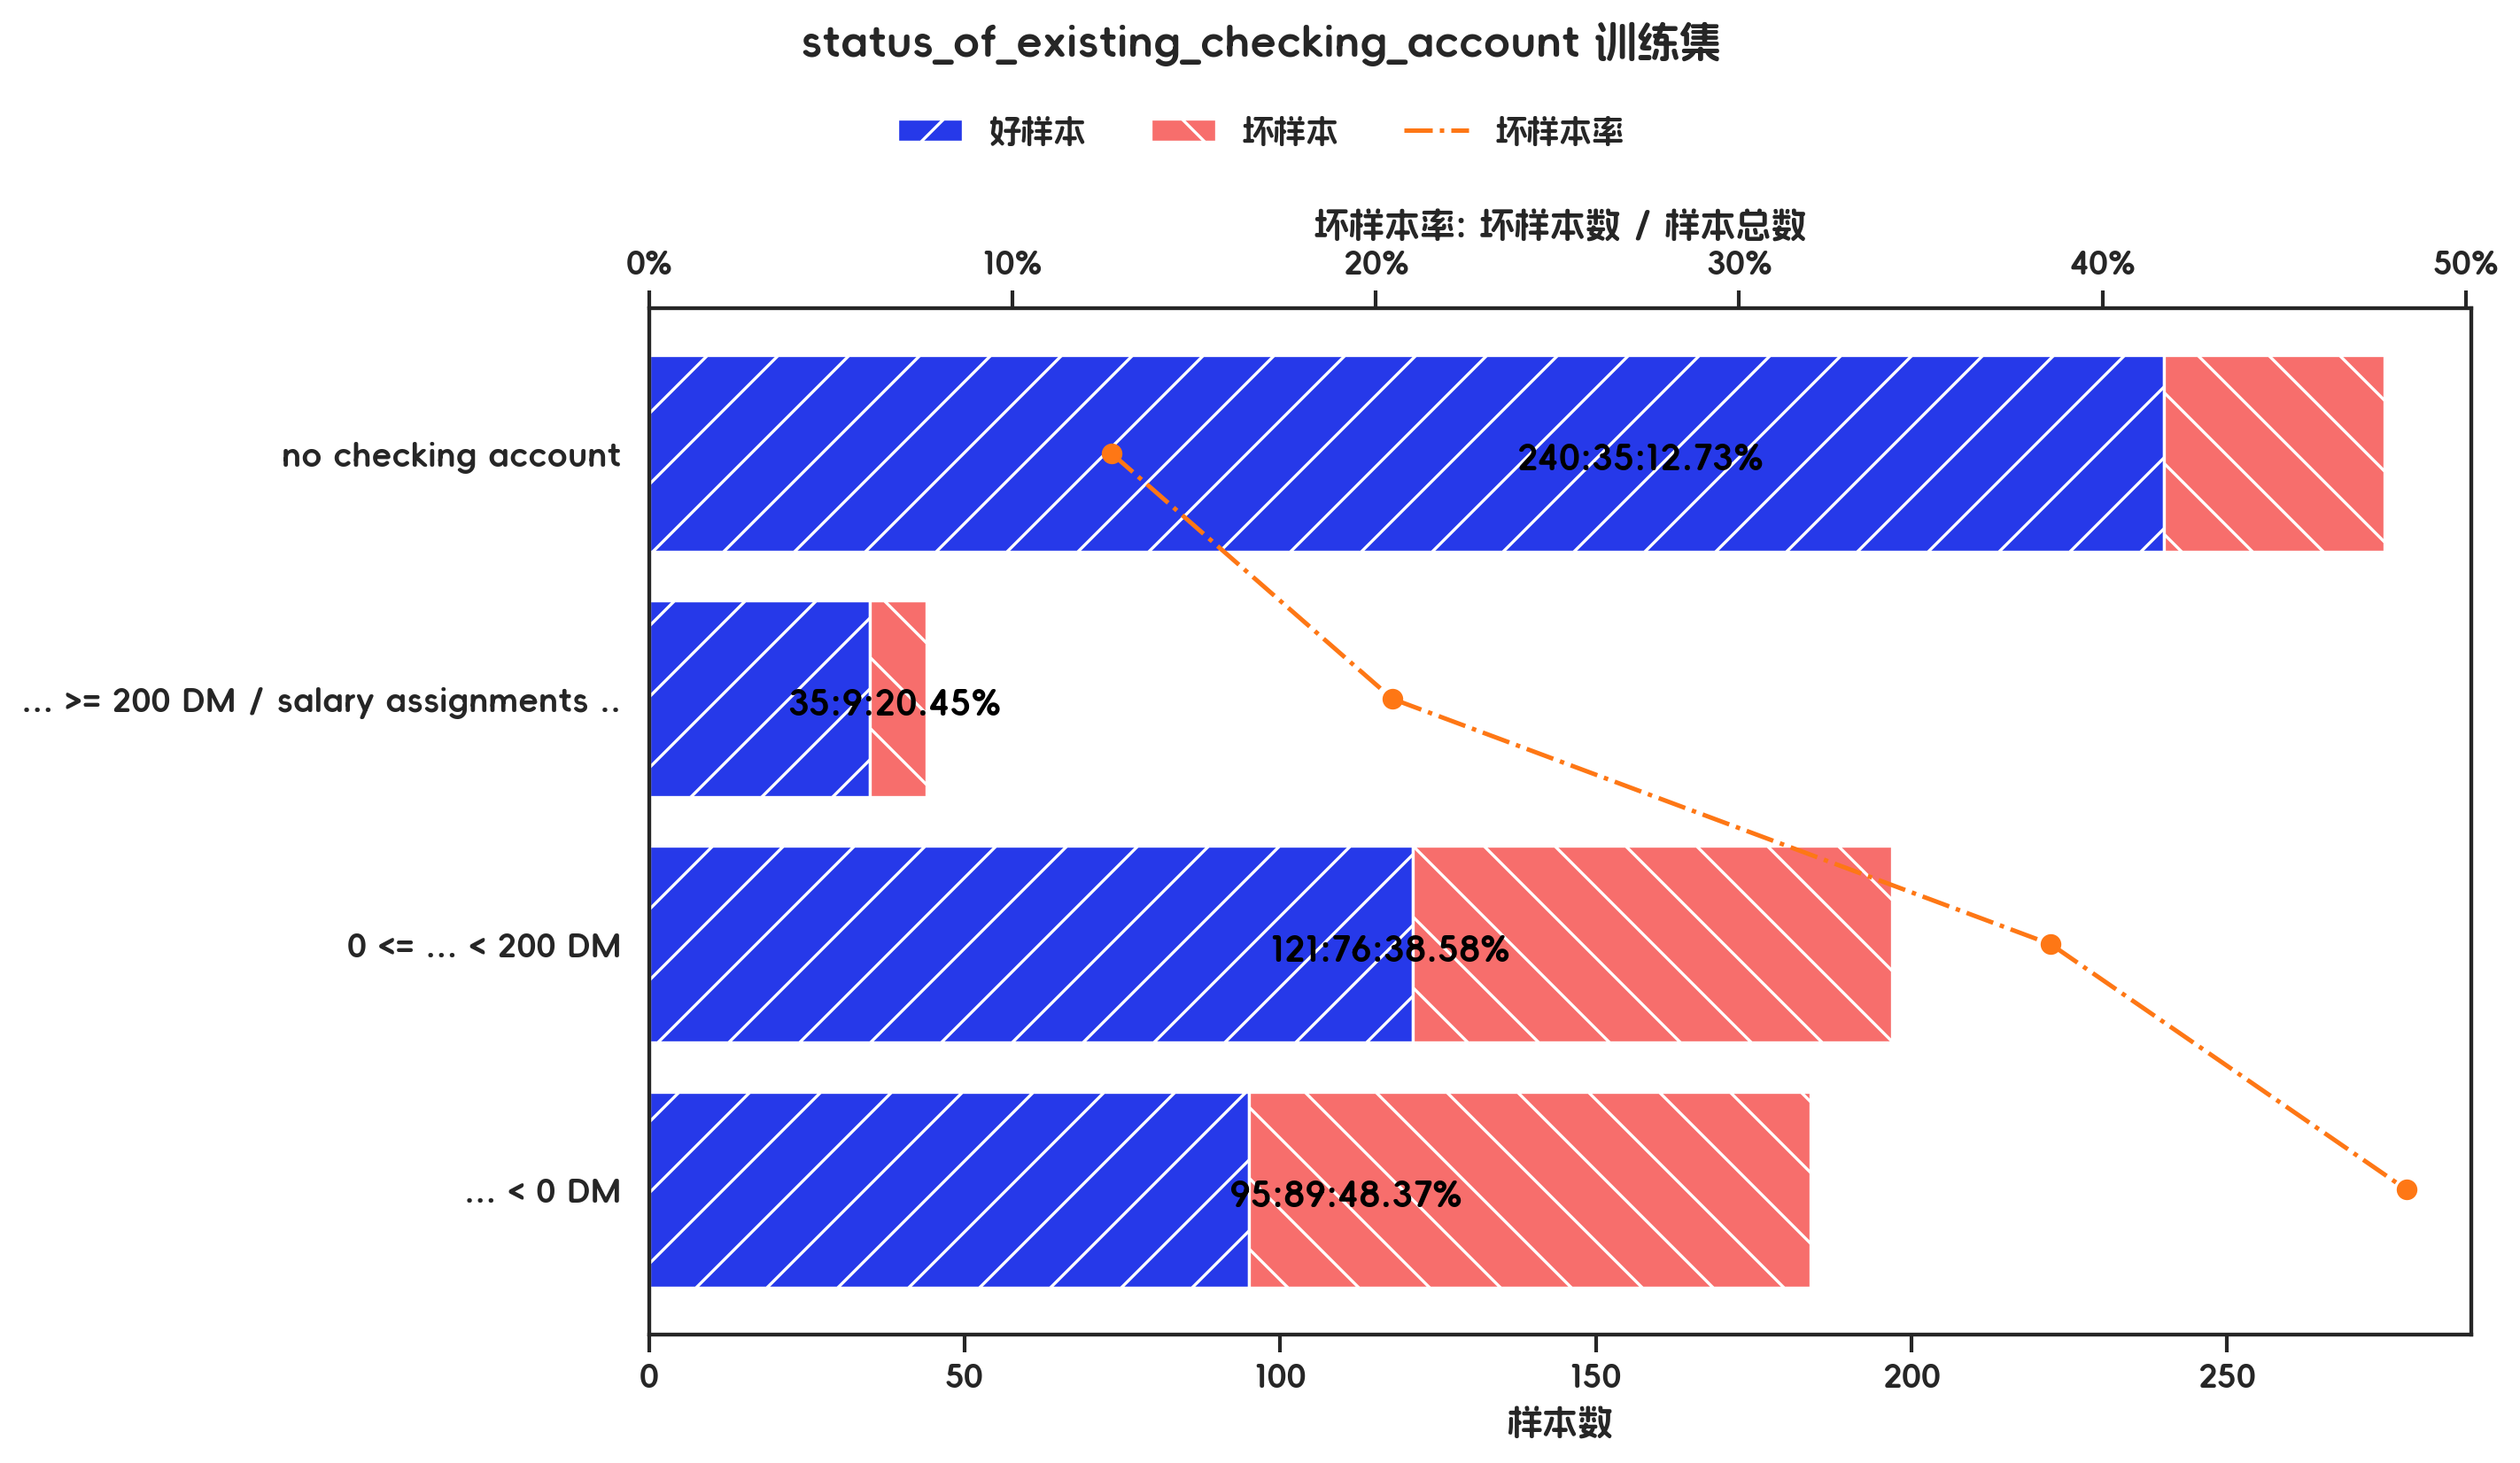 status_of_existing_checking_account 训练集
好样本 坏样本 坏样本率
坏样本率: 坏样本数 / 样本总数
0% 10% 20% 30% 40% 50%
no checking account 240:35:12.73%
... >= 200 DM / salary assignments .. 35:9:20.45%
0 <= ... < 200 DM 121:76:38.58%
... < 0 DM 95:89:48.37%
0 50 100 150 200 250
样本数